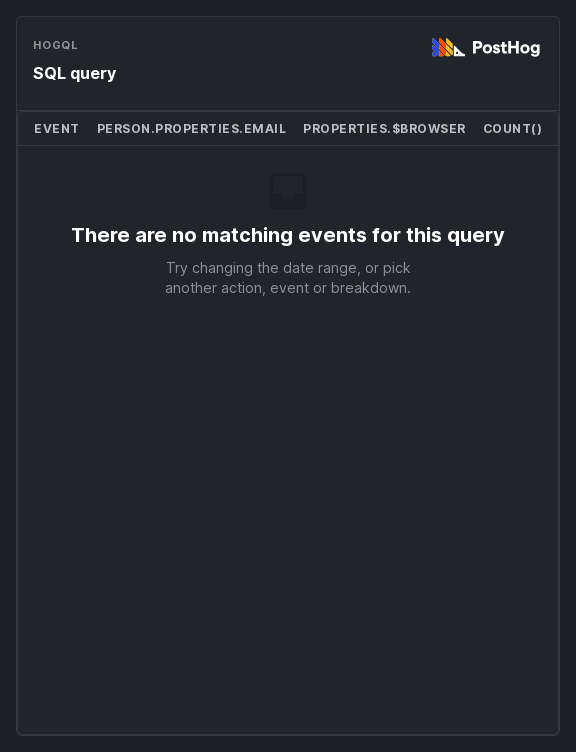 HOGQL
PostHog
SQL query
EVENT PERSON.PROPERTIES.EMAIL PROPERTIES.$BROWSER COUNT()
There are no matching events for this query
Try changing the date range, or pick
another action, event or breakdown.